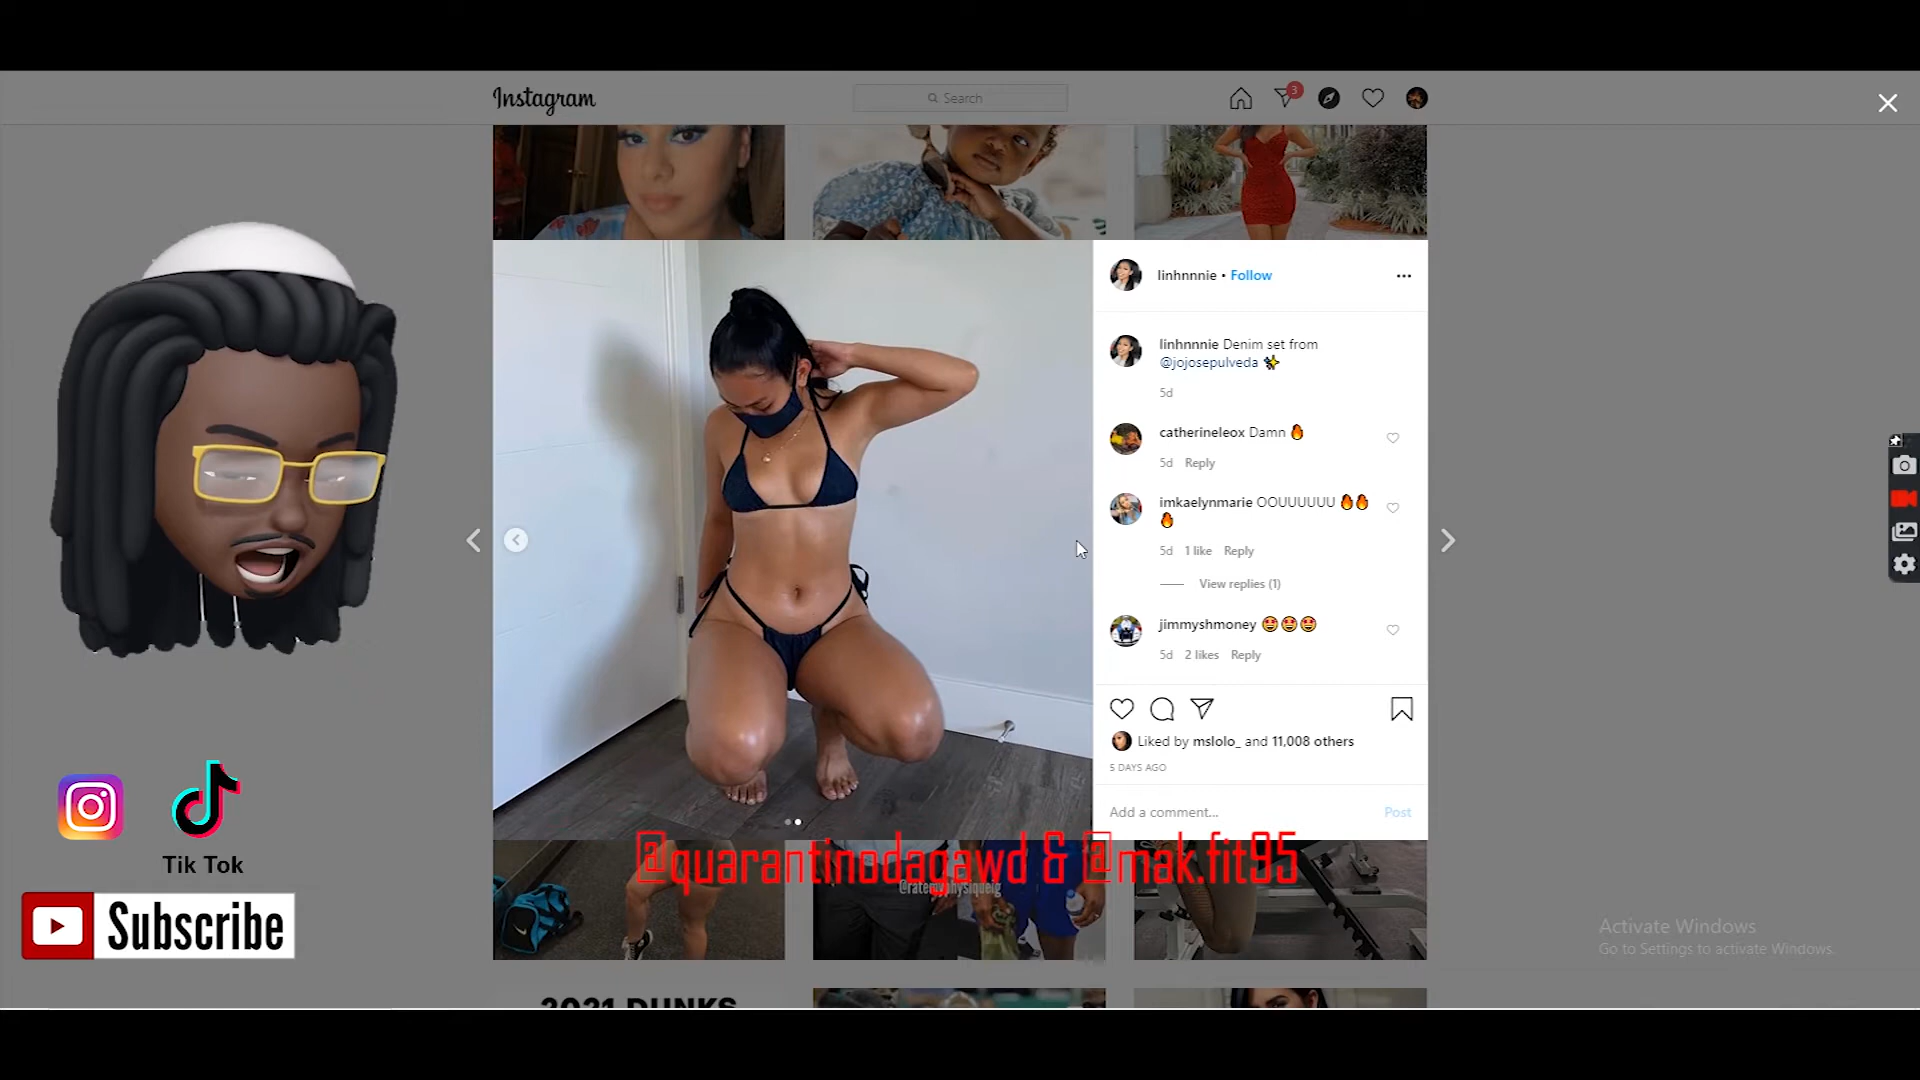 Instagram
Search
3
linhnnnie • Follow
linhnnnie Denim set from
@jojosepulveda ✨
5d
catherineleox Damn 🔥
5d Reply
imkaelynmarie OOUUUUUU 🔥🔥
🔥
5d 1 like Reply
View replies (1)
jimmyshmoney 🤩🤩🤩
5d 2 likes Reply
Liked by mslolo_ and 11,008 others
5 DAYS AGO
Add a comment... Post
Tik Tok
Subscribe
@quarantinodagawd & @mak.fit95
@ratemyphysiqueig
Activate Windows
Go to Settings to activate Windows.
2021 DUNKS